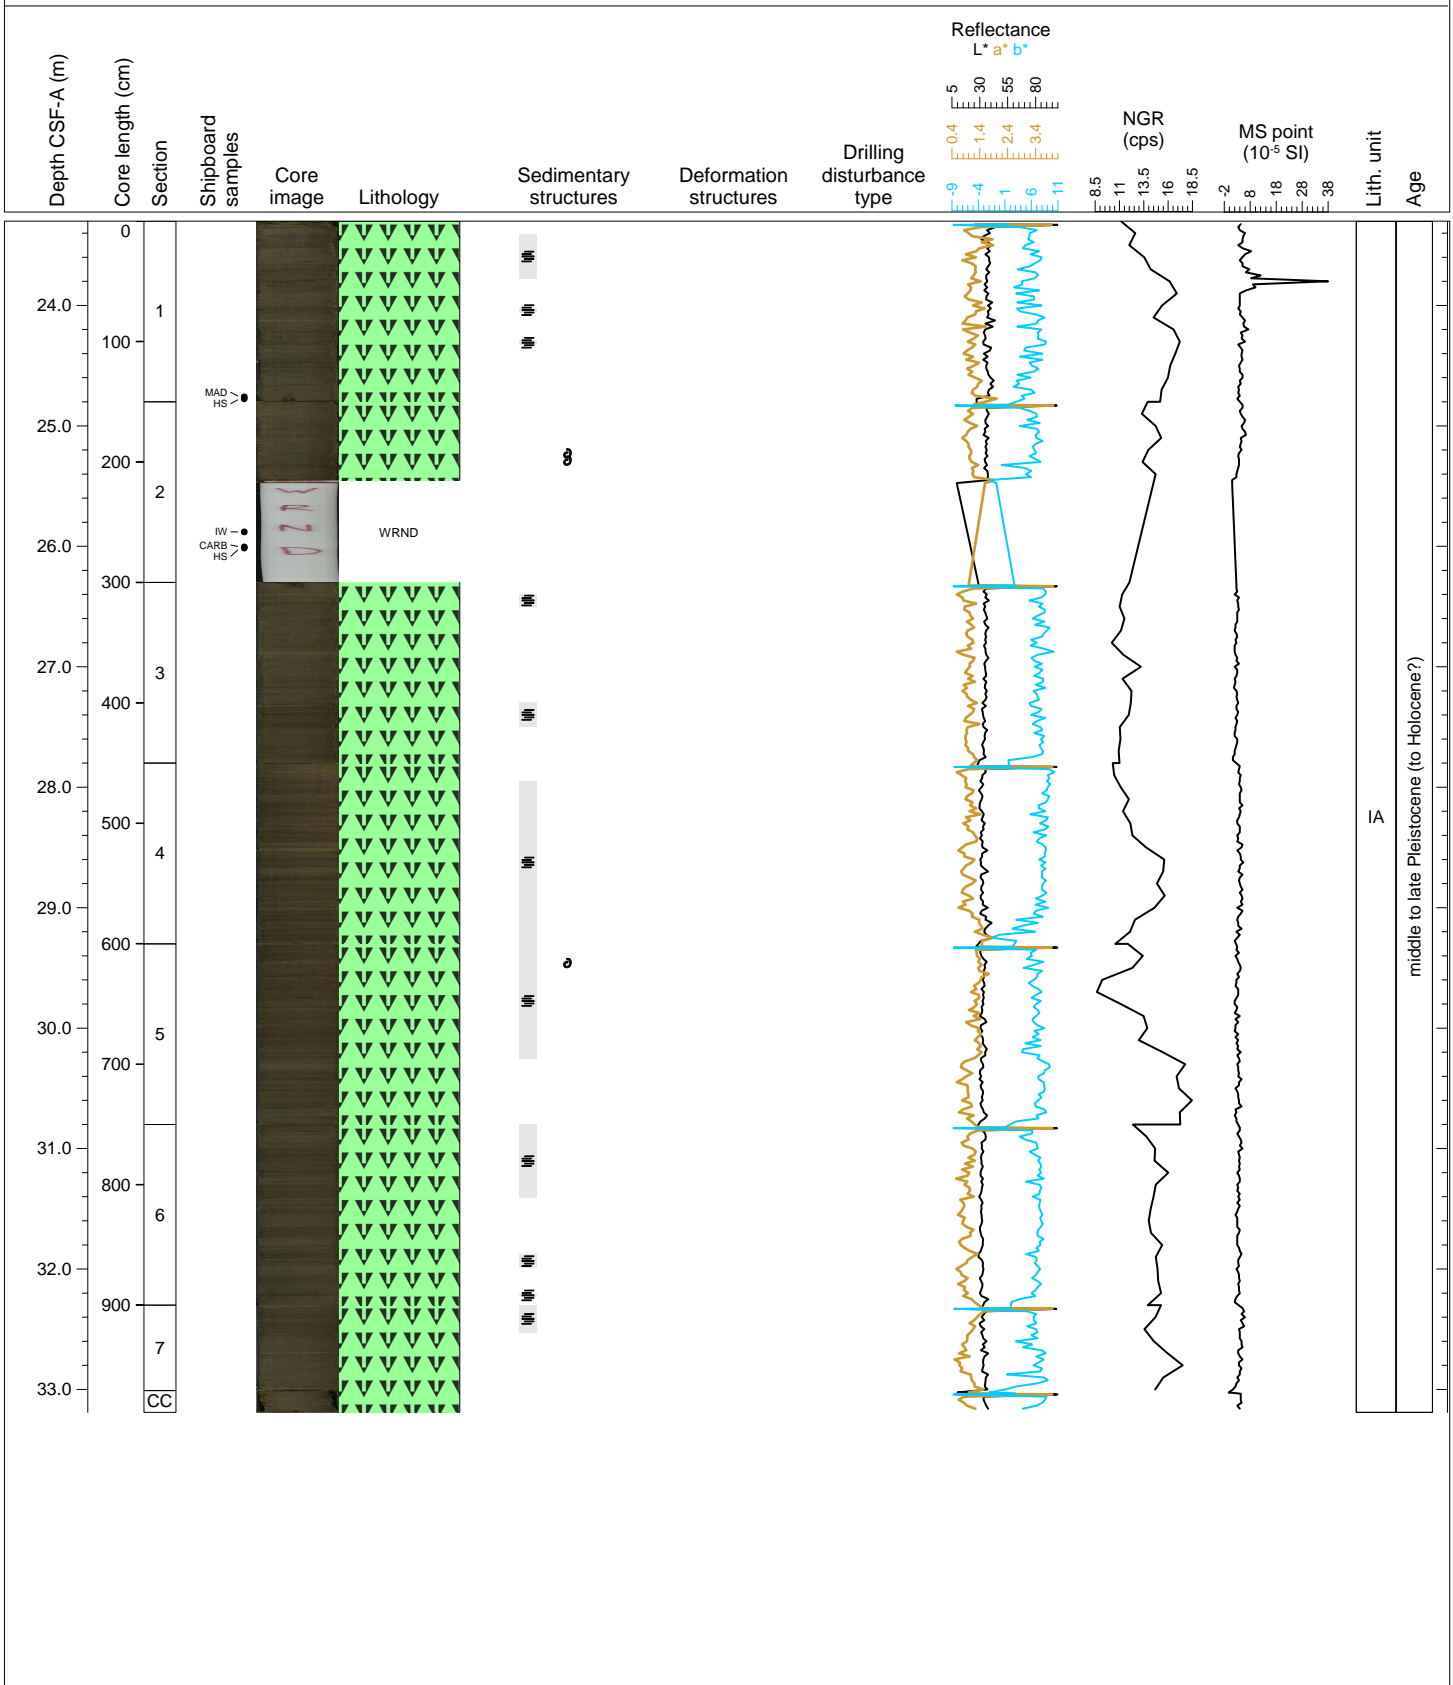 Reflectance
L* a* b*
5 30 55 80
0.4 1.4 2.4 3.4
-9 -4 1 6 11
NGR
(cps)
8.5 11 13.5 16 18.5
MS point
(10-5 SI)
-2 8 18 28 38
Depth CSF-A (m)
Core length (cm)
Section
Shipboard
samples
Core
image
Lithology
Sedimentary
structures
Deformation
structures
Drilling
disturbance
type
Lith. unit
Age
0
24.0
1
100
MAD
HS
25.0
200
2
IW
WRND
CARB
HS
26.0
300
27.0
3
400
28.0
500
IA
4
29.0
600
middle to late Pleistocene (to Holocene?)
30.0
5
700
31.0
800
6
32.0
900
7
33.0
CC